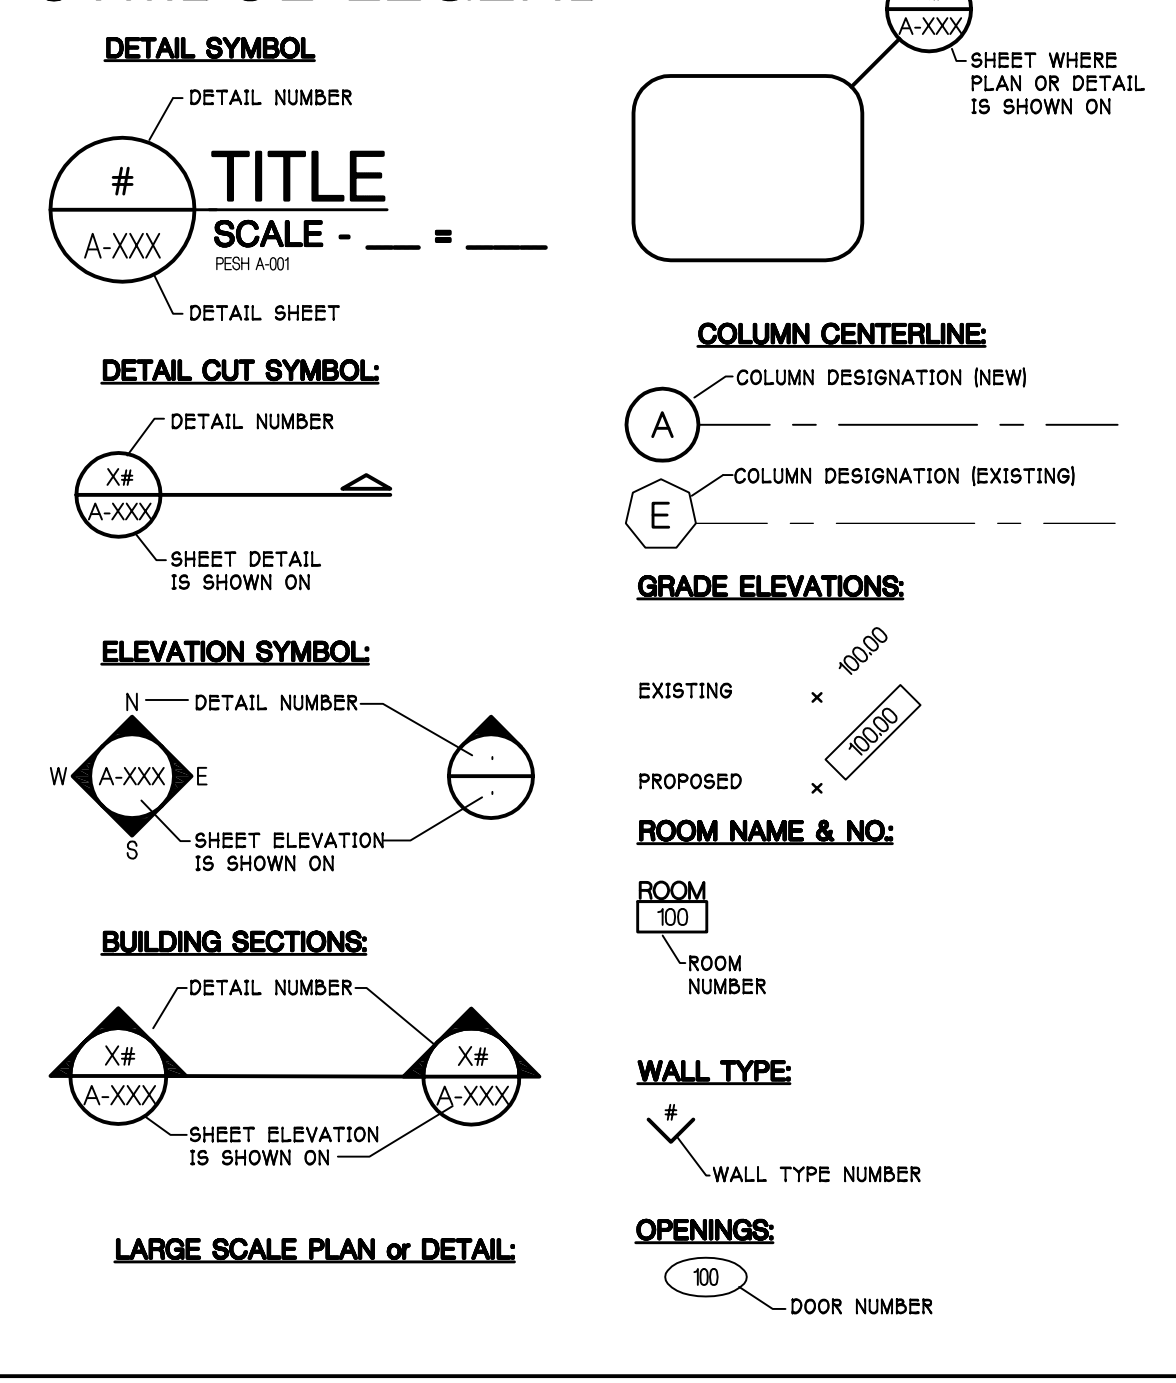 DETAIL SYMBOL
DETAIL NUMBER
#
A-XXX
TITLE
SCALE - __ = ___
PESH A-001
DETAIL SHEET
DETAIL CUT SYMBOL:
DETAIL NUMBER
X#
A-XXX
SHEET DETAIL
IS SHOWN ON
ELEVATION SYMBOL:
N
DETAIL NUMBER
W
A-XXX
E
S
SHEET ELEVATION
IS SHOWN ON
BUILDING SECTIONS:
DETAIL NUMBER
X#
X#
A-XXX
A-XXX
SHEET ELEVATION
IS SHOWN ON
LARGE SCALE PLAN or DETAIL:
A-XXX
SHEET WHERE
PLAN OR DETAIL
IS SHOWN ON
COLUMN CENTERLINE:
COLUMN DESIGNATION (NEW)
A
COLUMN DESIGNATION (EXISTING)
E
GRADE ELEVATIONS:
100.00
EXISTING
×
100.00
PROPOSED
×
ROOM NAME & NO.:
ROOM
100
ROOM
NUMBER
WALL TYPE:
#
WALL TYPE NUMBER
OPENINGS:
100
DOOR NUMBER